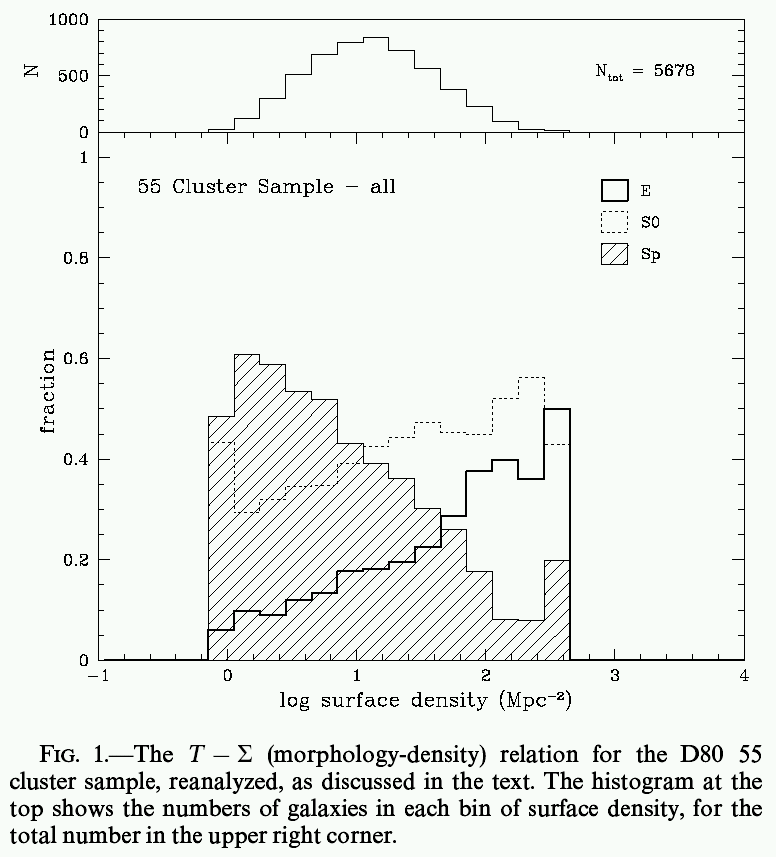 1000
N
500
N_tot = 5678
0
1
55 Cluster Sample – all
E
S0
Sp
0.8
0.6
fraction
0.4
0.2
0
−1 0 1 2 3 4
log surface density (Mpc⁻²)
FIG. 1.—The T − Σ (morphology-density) relation for the D80 55
cluster sample, reanalyzed, as discussed in the text. The histogram at the
top shows the numbers of galaxies in each bin of surface density, for the
total number in the upper right corner.